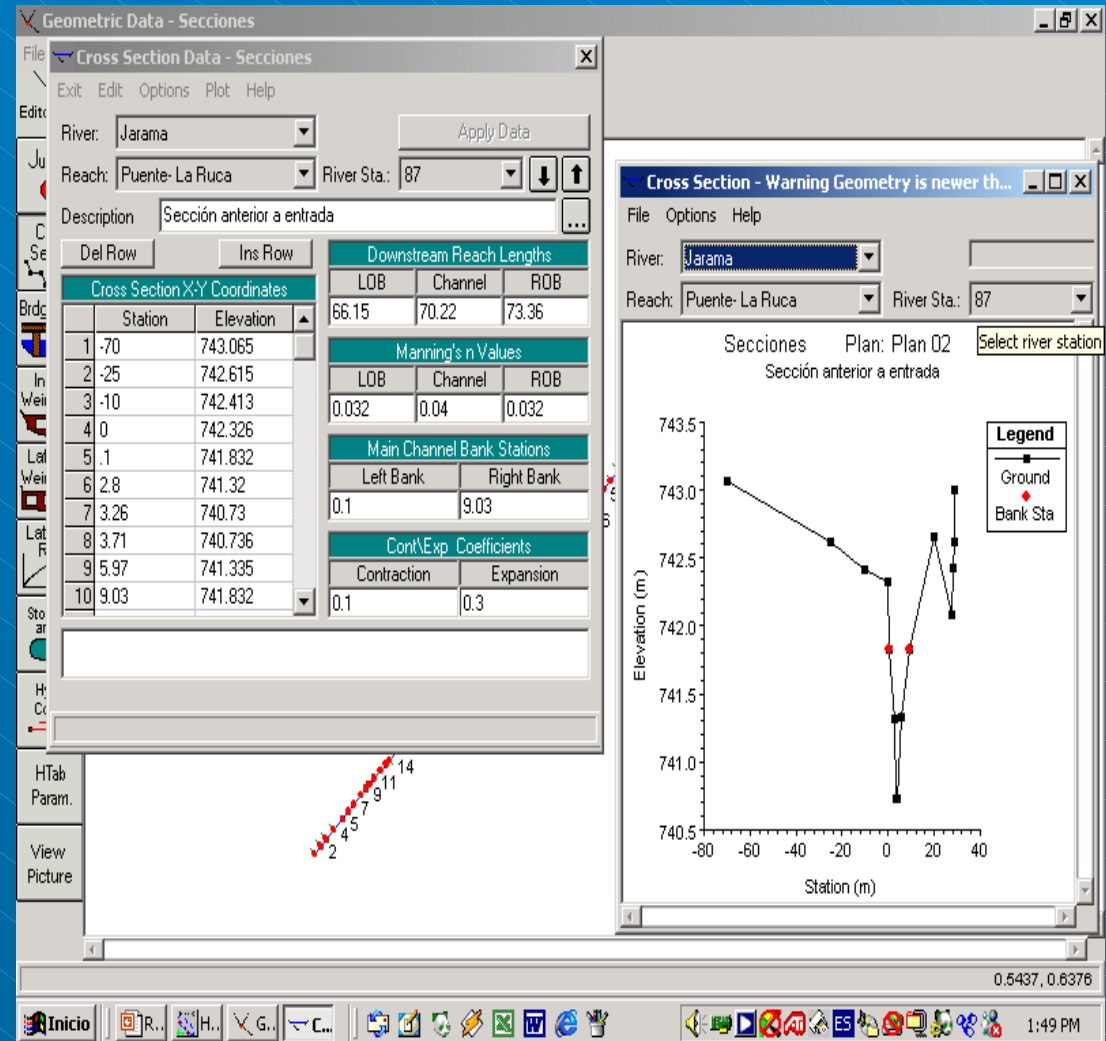 Geometric Data - Secciones
File
Cross Section Data - Secciones
Exit Edit Options Plot Help
River: Jarama Apply Data
Reach: Puente- La Ruca River Sta.: 87
Description Sección anterior a entrada ...
Del Row Ins Row
Cross Section X-Y Coordinates
Station Elevation
1 -70 743.065
2 -25 742.615
3 -10 742.413
4 0 742.326
5 .1 741.832
6 2.8 741.32
7 3.26 740.73
8 3.71 740.736
9 5.97 741.335
10 9.03 741.832
Downstream Reach Lengths
LOB Channel ROB
66.15 70.22 73.36
Manning's n Values
LOB Channel ROB
0.032 0.04 0.032
Main Channel Bank Stations
Left Bank Right Bank
0.1 9.03
Cont\Exp Coefficients
Contraction Expansion
0.1 0.3
Cross Section - Warning Geometry is newer th...
File Options Help
River: Jarama
Reach: Puente- La Ruca River Sta.: 87
Select river station
Secciones Plan: Plan 02
Sección anterior a entrada
Legend
Ground
Bank Sta
Elevation (m)
743.5
743.0
742.5
742.0
741.5
741.0
740.5
-80 -60 -40 -20 0 20 40
Station (m)
HTab
Param.
View
Picture
14
11
9
7
5
4
2
0.5437, 0.6376
Inicio R.. H.. G.. C... ES 1:49 PM